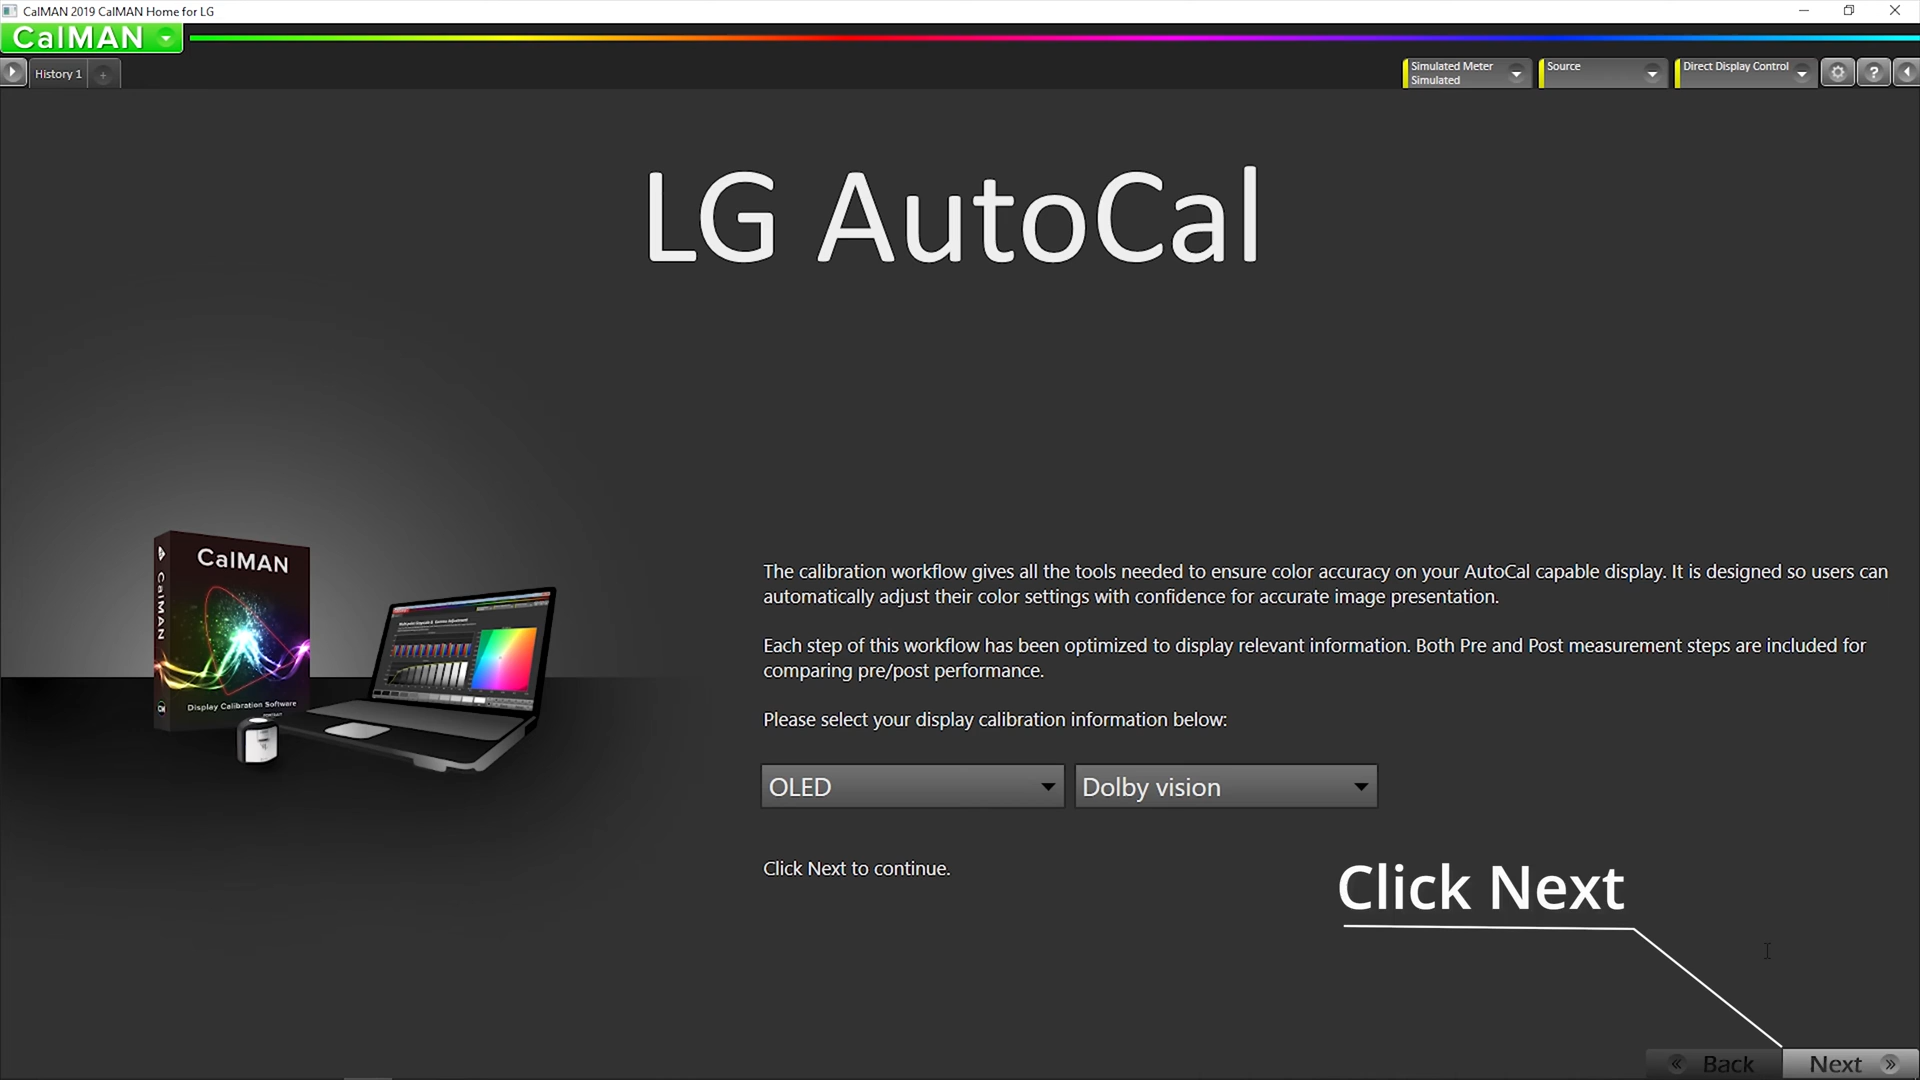 CalMAN 2019 CalMAN Home for LG
CalMAN
History 1
+
Simulated Meter
Simulated
Source
Direct Display Control
?
LG AutoCal
CalMAN
CalMAN
Display Calibration Software
The calibration workflow gives all the tools needed to ensure color accuracy on your AutoCal capable display. It is designed so users can
automatically adjust their color settings with confidence for accurate image presentation.
Each step of this workflow has been optimized to display relevant information. Both Pre and Post measurement steps are included for
comparing pre/post performance.
Please select your display calibration information below:
OLED
Dolby vision
Click Next to continue.
Click Next
« Back
Next »